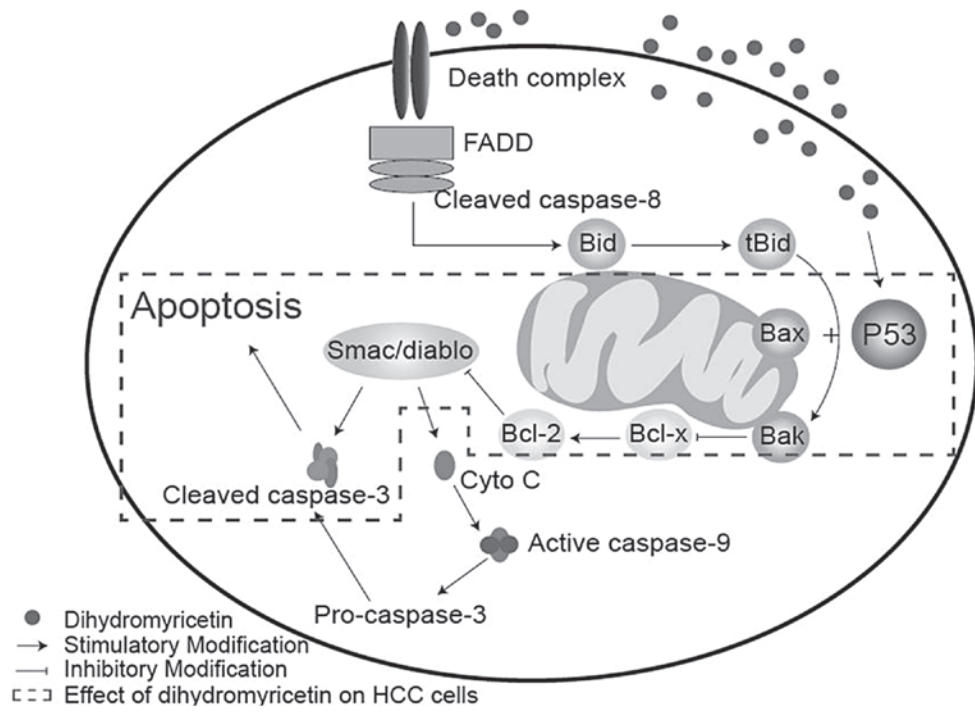 Death complex
FADD
Cleaved caspase-8
Bid
tBid
Apoptosis
Smac/diablo
Bax
+
P53
Bcl-2
Bcl-x
Bak
Cyto C
Cleaved caspase-3
Active caspase-9
Pro-caspase-3
Dihydromyricetin
Stimulatory Modification
Inhibitory Modification
Effect of dihydromyricetin on HCC cells